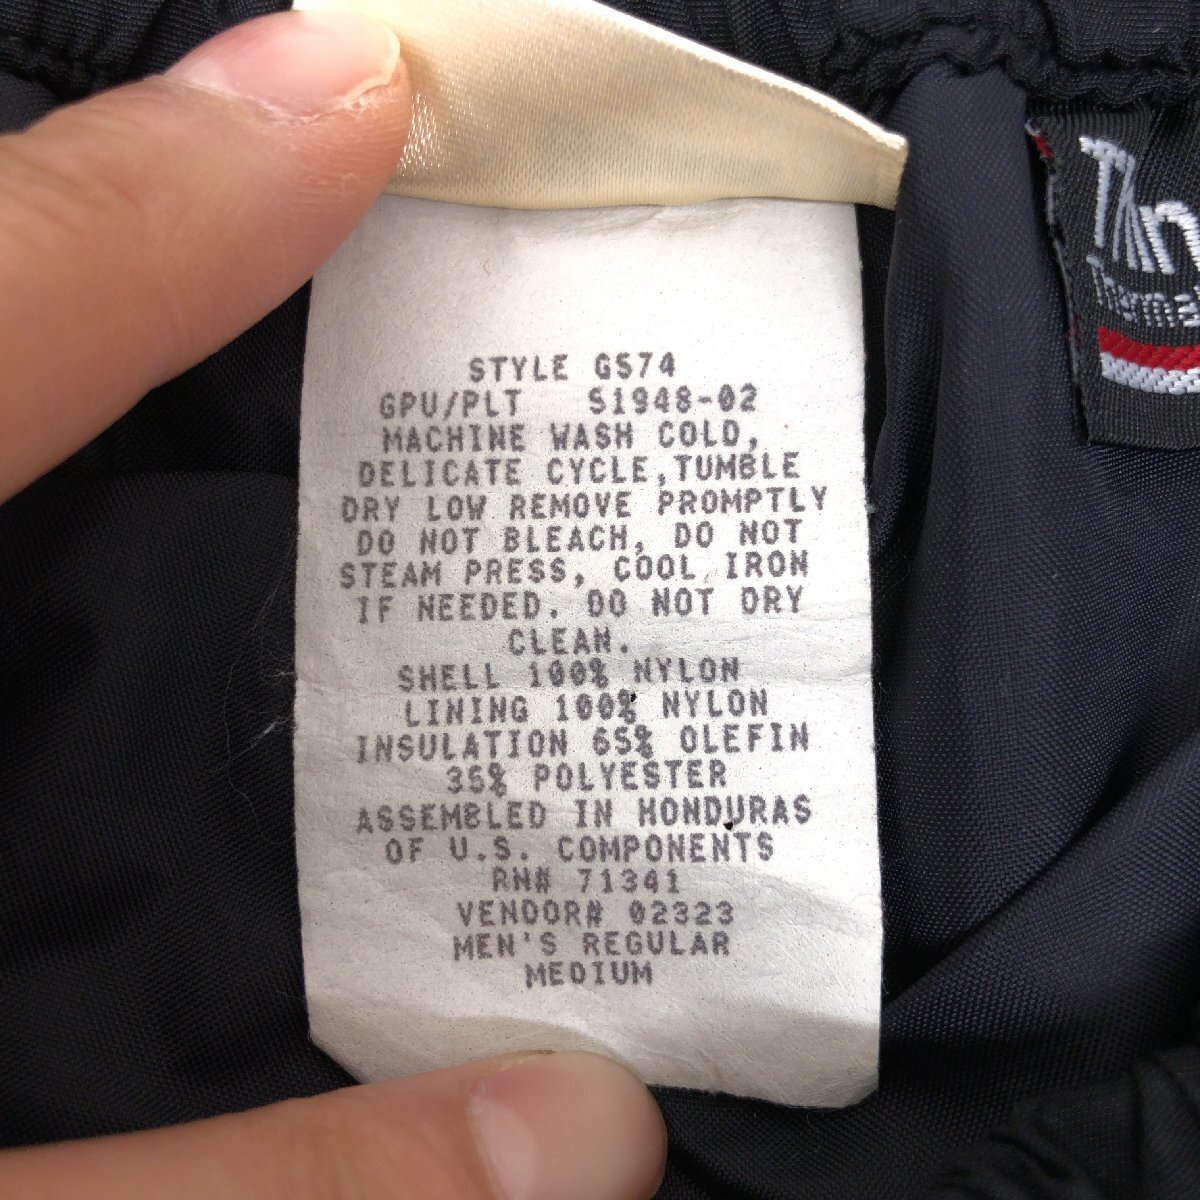 STYLE G574
GPU/PLT S1948-02
MACHINE WASH COLD,
DELICATE CYCLE,TUMBLE
DRY LOW REMOVE PROMPTLY
DO NOT BLEACH, DO NOT
STEAM PRESS, COOL IRON
IF NEEDED. DO NOT DRY
CLEAN.
SHELL 100% NYLON
LINING 100% NYLON
INSULATION 65% OLEFIN
35% POLYESTER
ASSEMBLED IN HONDURAS
OF U.S. COMPONENTS
RN# 71341
VENDOR# 02323
MEN'S REGULAR
MEDIUM